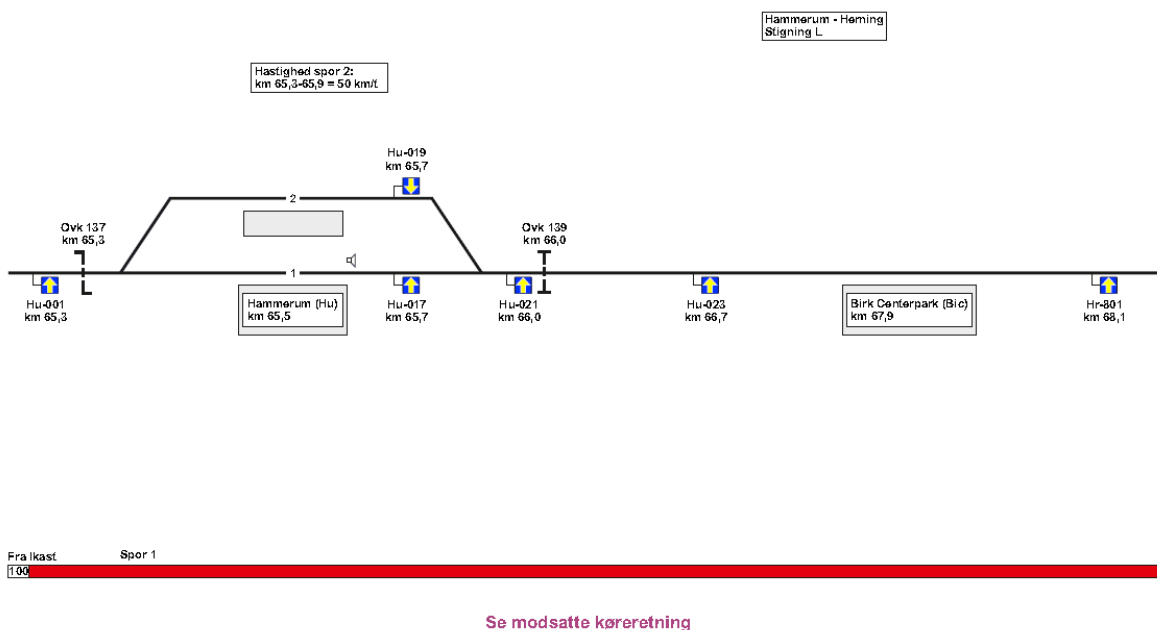 Hammerum - Herning
Stigning L
Hastighed spor 2:
km 65,3-65,9 = 50 km/t
Hu-019
km 65,7
2
Ovk 137
km 65,3
Ovk 139
km 66,0
1
Hu-001
km 65,3
Hammerum (Hu)
km 65,5
Hu-017
km 65,7
Hu-021
km 66,0
Hu-023
km 66,7
Birk Centerpark (Bic)
km 67,9
Hr-801
km 68,1
Fra Ikast
Spor 1
100
Se modsatte køreretning